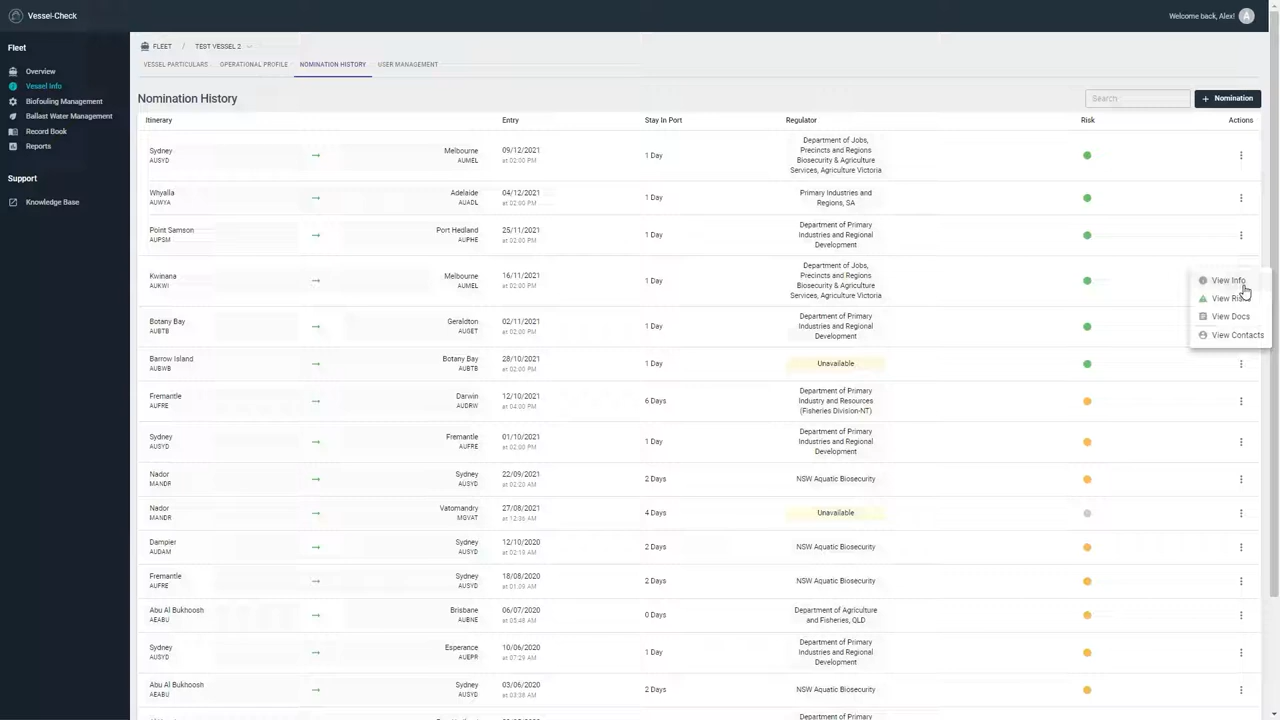 Vessel-Check
Welcome back, Alex!
A
Fleet
Overview
Vessel Info
Biofouling Management
Ballast Water Management
Record Book
Reports
Support
Knowledge Base
FLEET / TEST VESSEL 2
VESSEL PARTICULARS OPERATIONAL PROFILE NOMINATION HISTORY USER MANAGEMENT
Nomination History
Search
+ Nomination
Itinerary Entry Stay In Port Regulator Risk Actions
Sydney → Melbourne 09/12/2021 1 Day
AUSYD AUMEL at 02:00 PM
Department of Jobs,
Precincts and Regions
Biosecurity & Agriculture
Services, Agriculture Victoria
Whyalla → Adelaide 04/12/2021 1 Day
AUWYA AUADL at 02:00 PM
Primary Industries and
Regions, SA
Point Samson → Port Hedland 25/11/2021 1 Day
AUPSM AUPHE at 02:00 PM
Department of Primary
Industries and Regional
Development
Kwinana → Melbourne 16/11/2021 1 Day
AUKWI AUMEL at 02:00 PM
Department of Jobs,
Precincts and Regions
Biosecurity & Agriculture
Services, Agriculture Victoria
View Info
View
View Docs
View Contacts
Botany Bay → Geraldton 02/11/2021 1 Day
AUBTB AUGET at 02:00 PM
Department of Primary
Industries and Regional
Development
Barrow Island → Botany Bay 28/10/2021 1 Day
AUBWB AUBTB at 02:00 PM
Unavailable
Fremantle → Darwin 12/10/2021 6 Days
AUFRE AUDRW at 04:00 PM
Department of Primary
Industry and Resources
(Fisheries Division-NT)
Sydney → Fremantle 01/10/2021 1 Day
AUSYD AUFRE at 02:00 PM
Department of Primary
Industries and Regional
Development
Nador → Sydney 22/09/2021 2 Days
MANDR AUSYD at 02:23 AM
NSW Aquatic Biosecurity
Nador → Vatomandry 27/08/2021 4 Days
MANDR MGVAT at 12:36 AM
Unavailable
Dampier → Sydney 12/10/2020 2 Days
AUDAM AUSYD at 02:19 AM
NSW Aquatic Biosecurity
Fremantle → Sydney 18/08/2020 2 Days
AUFRE AUSYD at 01:09 AM
NSW Aquatic Biosecurity
Abu Al Bukhoosh → Brisbane 06/07/2020 0 Days
AEABU AUBNE at 05:48 AM
Department of Agriculture
and Fisheries, QLD
Sydney → Esperance 10/06/2020 1 Day
AUSYD AUEPR at 07:29 AM
Department of Primary
Industries and Regional
Development
Abu Al Bukhoosh → Sydney 03/06/2020 2 Days
AEABU AUSYD at 03:38 AM
NSW Aquatic Biosecurity
Department of Primary